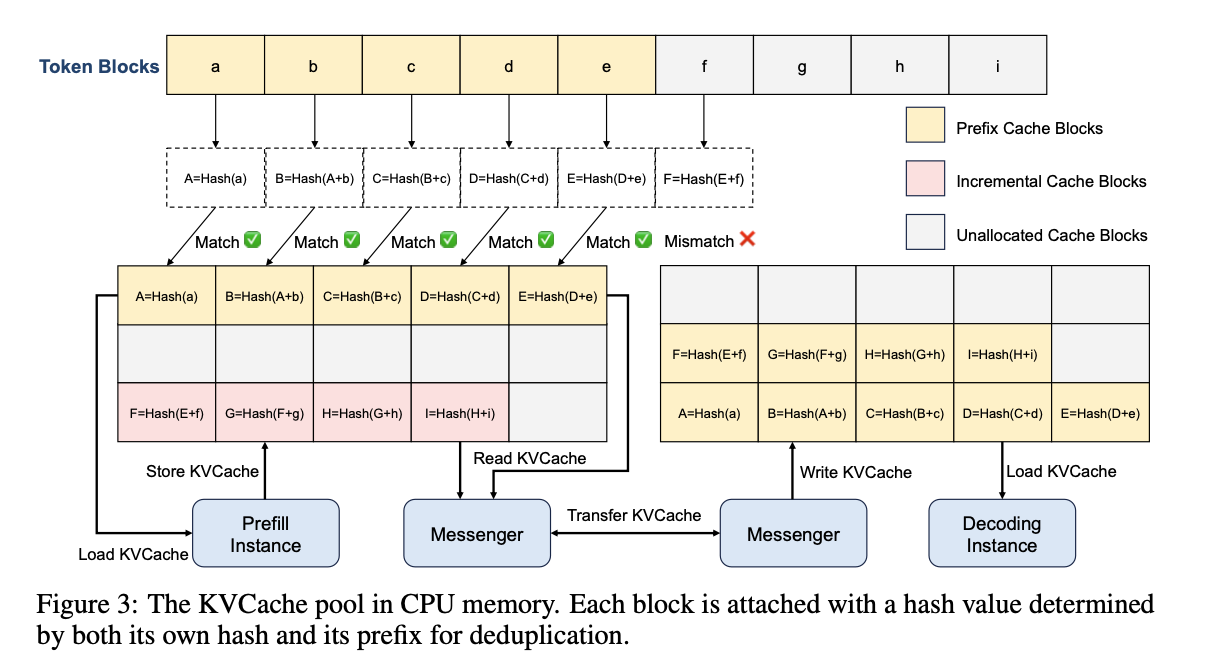 Token Blocks a b c d e f g h i
Prefix Cache Blocks
A=Hash(a) B=Hash(A+b) C=Hash(B+c) D=Hash(C+d) E=Hash(D+e) F=Hash(E+f)
Incremental Cache Blocks
Unallocated Cache Blocks
Match ✅ Match ✅ Match ✅ Match ✅ Match ✅ Mismatch ❌
A=Hash(a) B=Hash(A+b) C=Hash(B+c) D=Hash(C+d) E=Hash(D+e)
F=Hash(E+f) G=Hash(F+g) H=Hash(G+h) I=Hash(H+i)
F=Hash(E+f) G=Hash(F+g) H=Hash(G+h) I=Hash(H+i)
A=Hash(a) B=Hash(A+b) C=Hash(B+c) D=Hash(C+d) E=Hash(D+e)
Store KVCache
Read KVCache
Write KVCache
Load KVCache
Prefill
Instance
Messenger
Transfer KVCache
Messenger
Decoding
Instance
Load KVCache
Figure 3: The KVCache pool in CPU memory. Each block is attached with a hash value determined
by both its own hash and its prefix for deduplication.